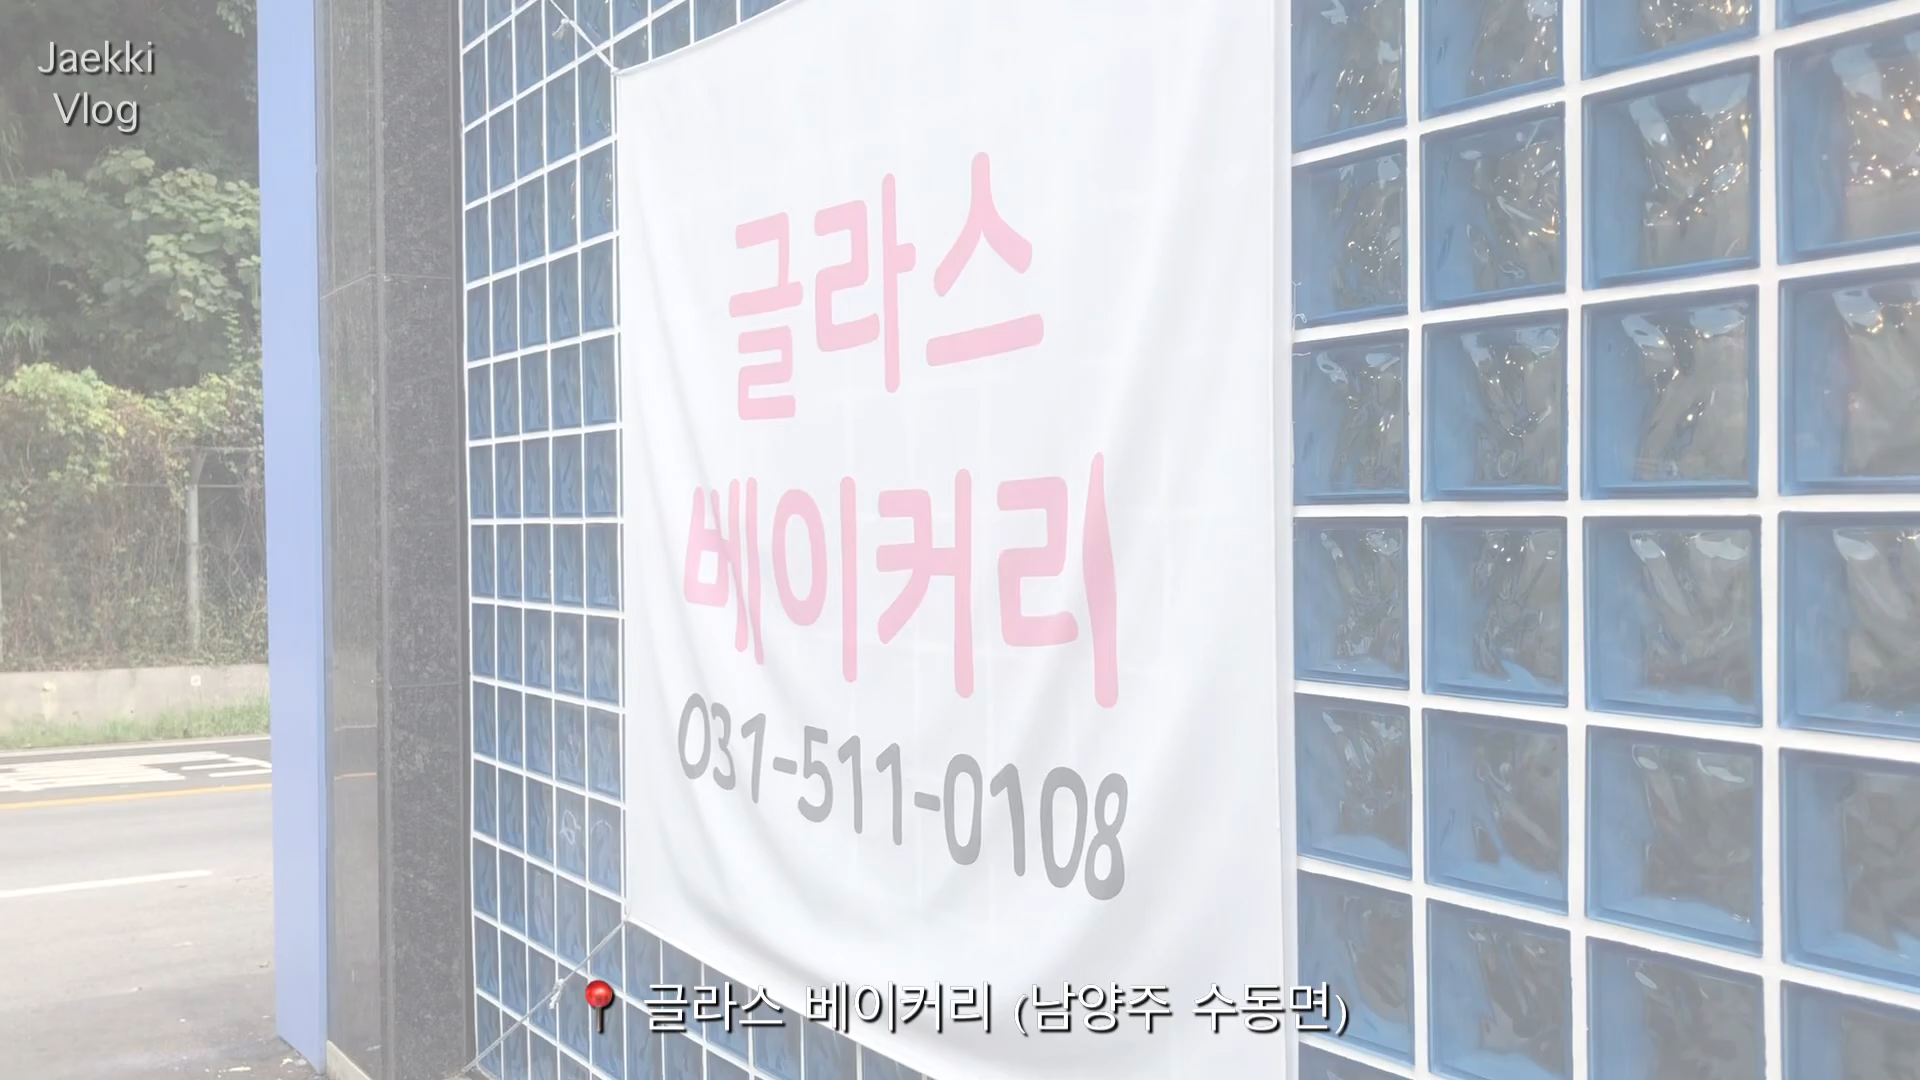 Jaekki
Vlog
글라스
베이커리
031-511-0108
📍 글라스 베이커리 (남양주 수동면)